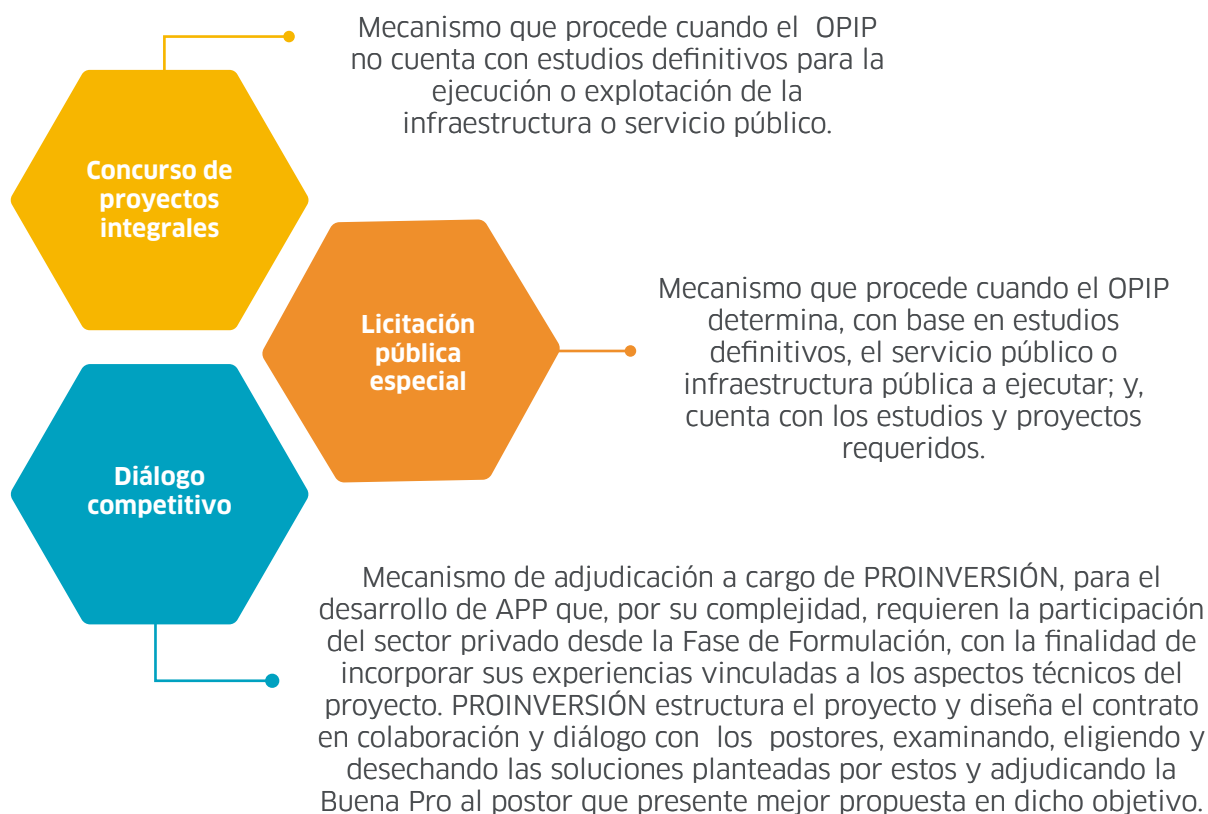 Mecanismo que procede cuando el OPIP
no cuenta con estudios definitivos para la
ejecución o explotación de la
infraestructura o servicio público.
Concurso de
proyectos
integrales
Licitación
pública
especial
Mecanismo que procede cuando el OPIP
determina, con base en estudios
definitivos, el servicio público o
infraestructura pública a ejecutar; y,
cuenta con los estudios y proyectos
requeridos.
Diálogo
competitivo
Mecanismo de adjudicación a cargo de PROINVERSIÓN, para el
desarrollo de APP que, por su complejidad, requieren la participación
del sector privado desde la Fase de Formulación, con la finalidad de
incorporar sus experiencias vinculadas a los aspectos técnicos del
proyecto. PROINVERSIÓN estructura el proyecto y diseña el contrato
en colaboración y diálogo con los postores, examinando, eligiendo y
desechando las soluciones planteadas por estos y adjudicando la
Buena Pro al postor que presente mejor propuesta en dicho objetivo.